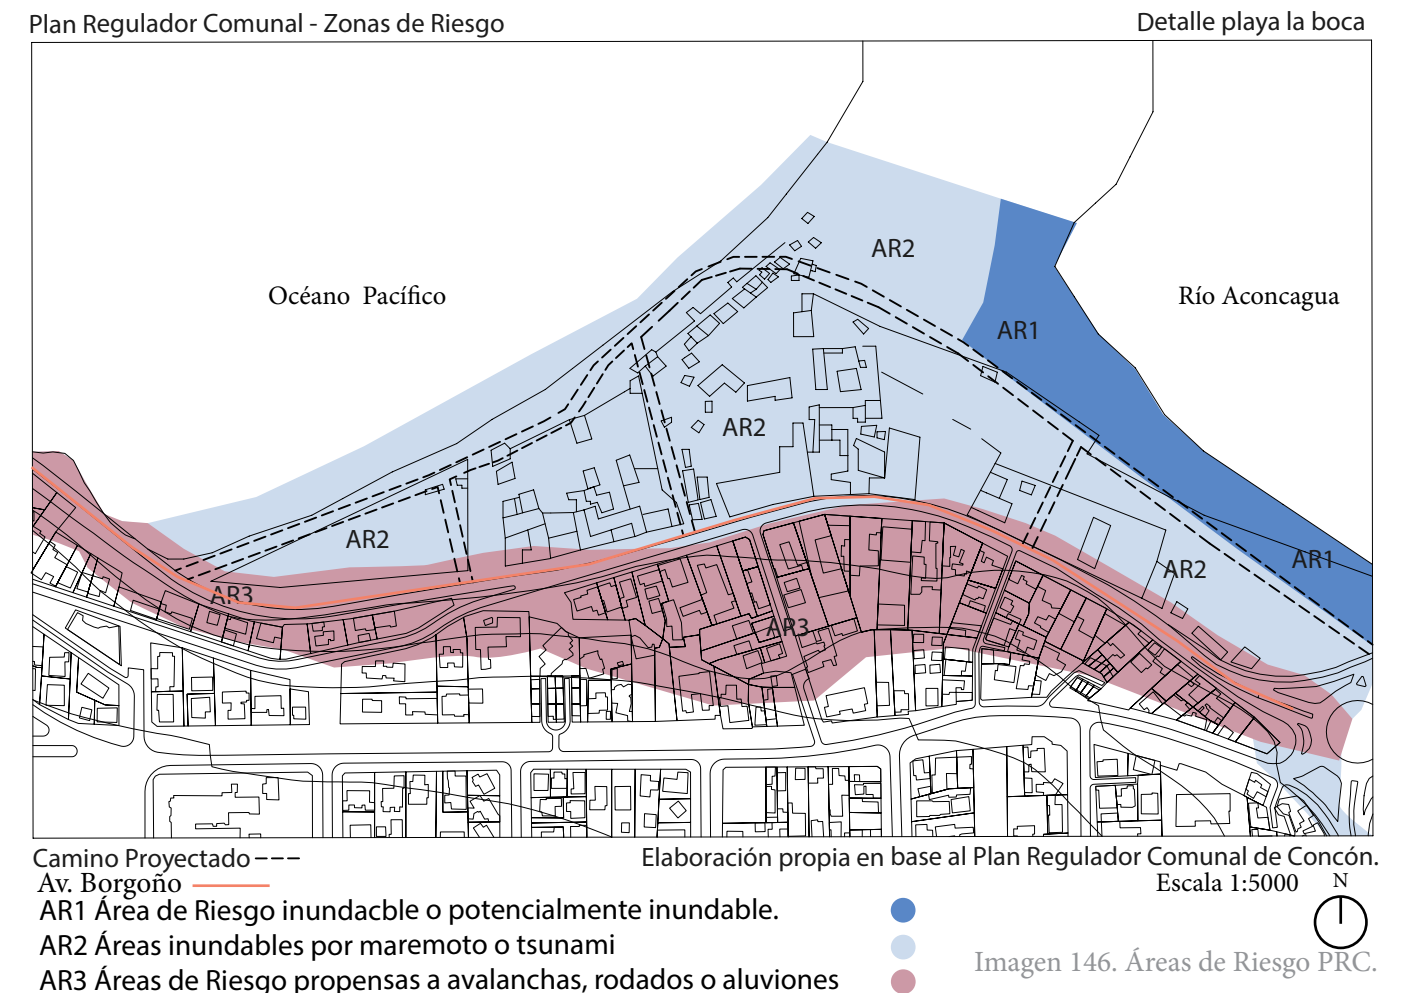 Plan Regulador Comunal - Zonas de Riesgo
Detalle playa la boca
AR2
Océano Pacífico
Río Aconcagua
AR1
AR2
AR2
AR1
AR2
AR3
AR3
Camino Proyectado
Elaboración propia en base al Plan Regulador Comunal de Concón.
Av. Borgoño
Escala 1:5000
N
AR1 Área de Riesgo inundacble o potencialmente inundable.
AR2 Áreas inundables por maremoto o tsunami
Imagen 146. Áreas de Riesgo PRC.
AR3 Áreas de Riesgo propensas a avalanchas, rodados o aluviones